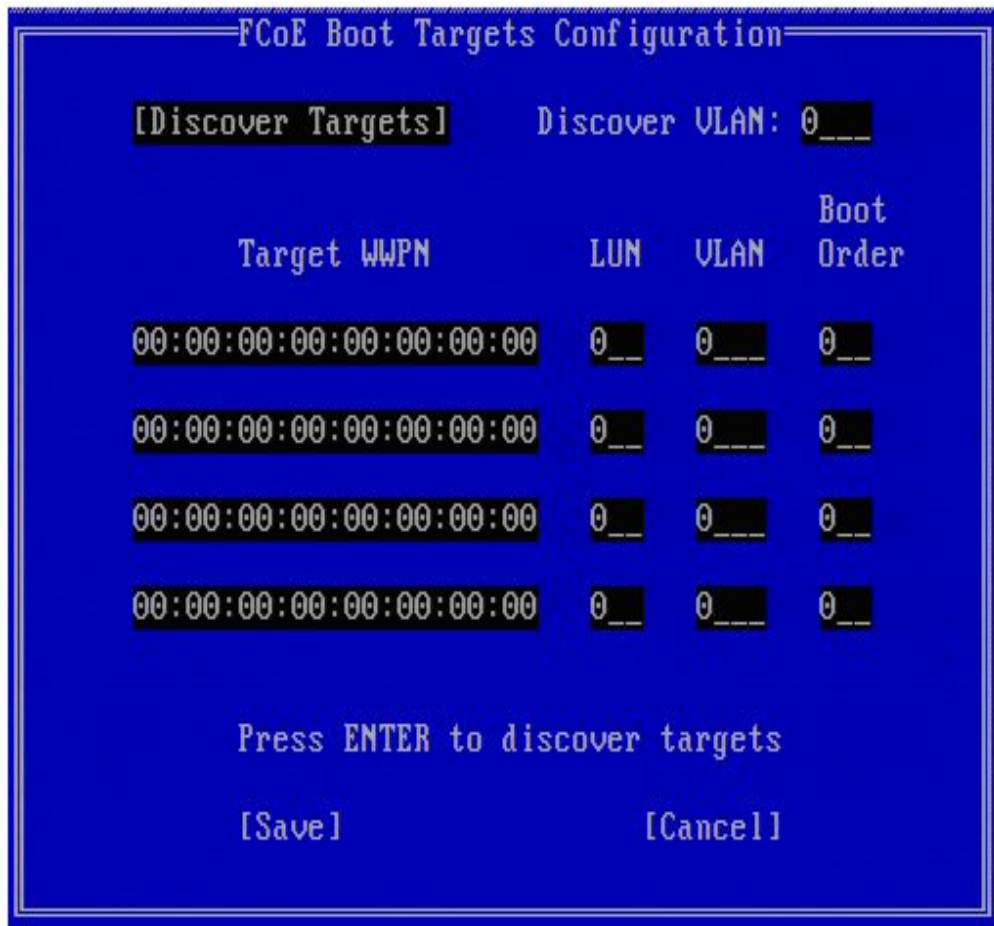 FCoE Boot Targets Configuration
[Discover Targets] Discover VLAN: 0___
Boot
Target WWPN LUN VLAN Order
00:00:00:00:00:00:00:00 0__ 0___ 0__
00:00:00:00:00:00:00:00 0__ 0___ 0__
00:00:00:00:00:00:00:00 0__ 0___ 0__
00:00:00:00:00:00:00:00 0__ 0___ 0__
Press ENTER to discover targets
[Save] [Cancel]